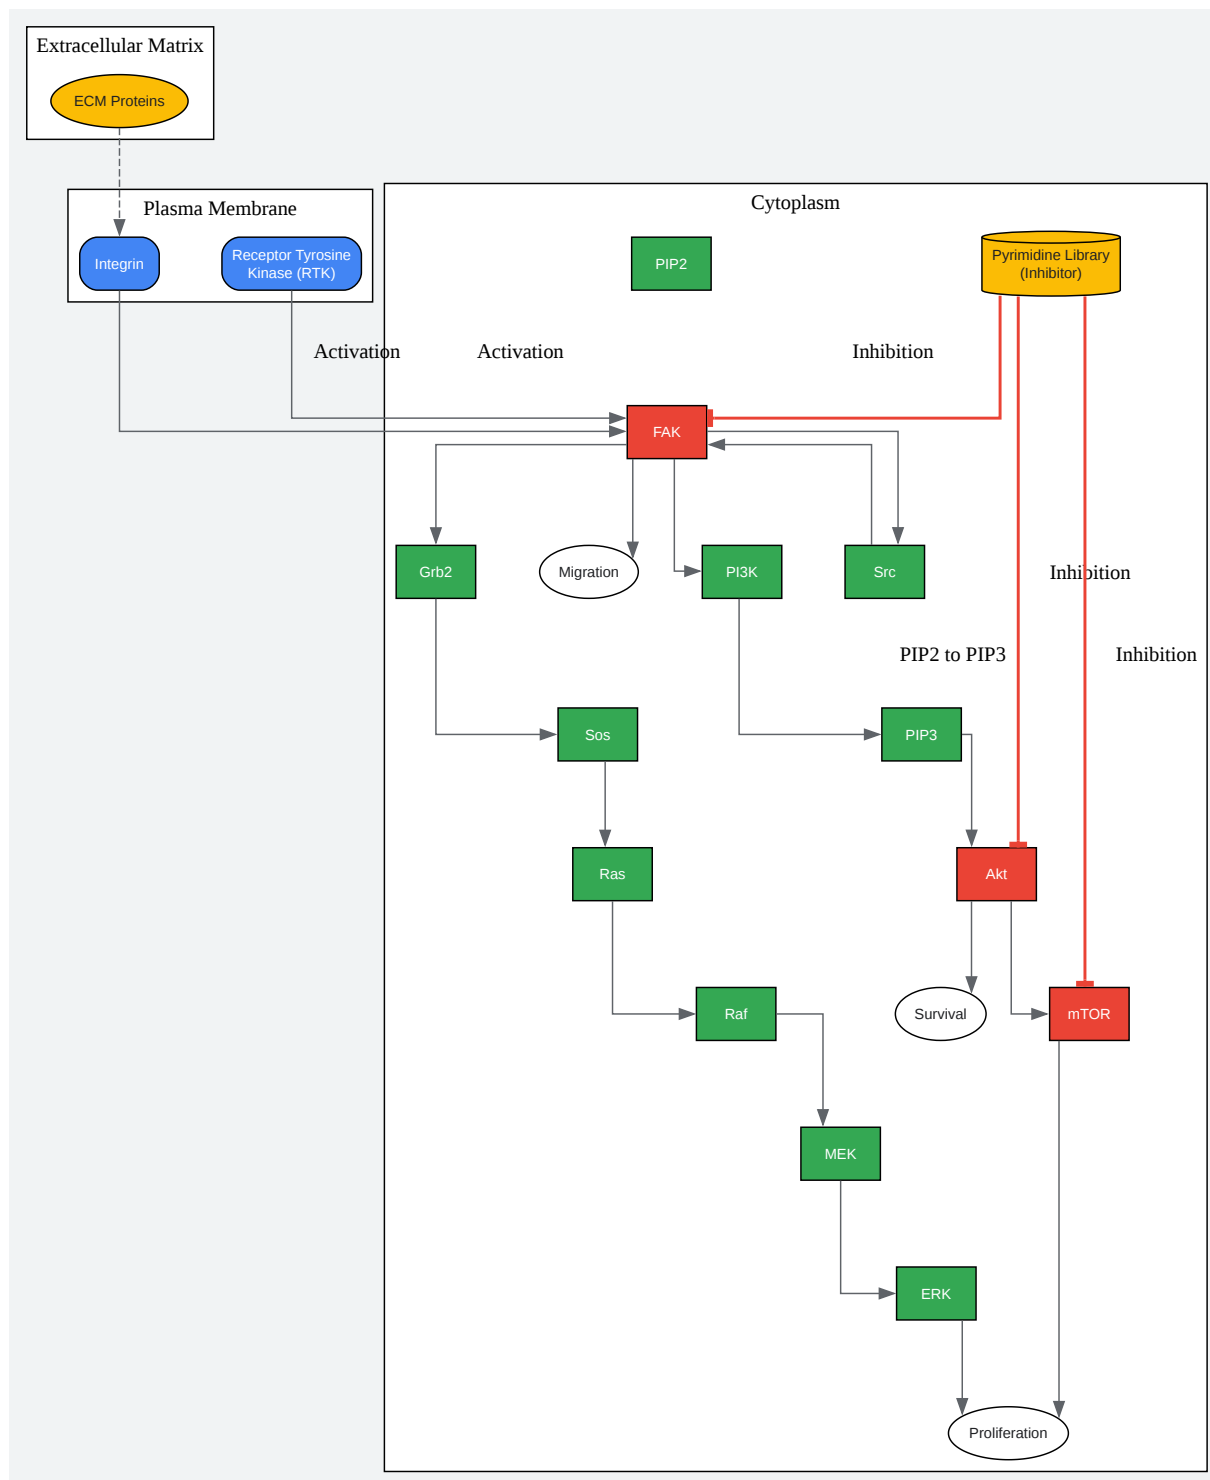 Extracellular Matrix
ECM Proteins
Plasma Membrane
Cytoplasm
Integrin
Receptor Tyrosine
Kinase (RTK)
PIP2
Pyrimidine Library
(Inhibitor)
Activation
Activation
Inhibition
FAK
Grb2
Migration
PI3K
Src
Inhibition
PIP2 to PIP3
Inhibition
Sos
PIP3
Ras
Akt
Raf
Survival
mTOR
MEK
ERK
Proliferation